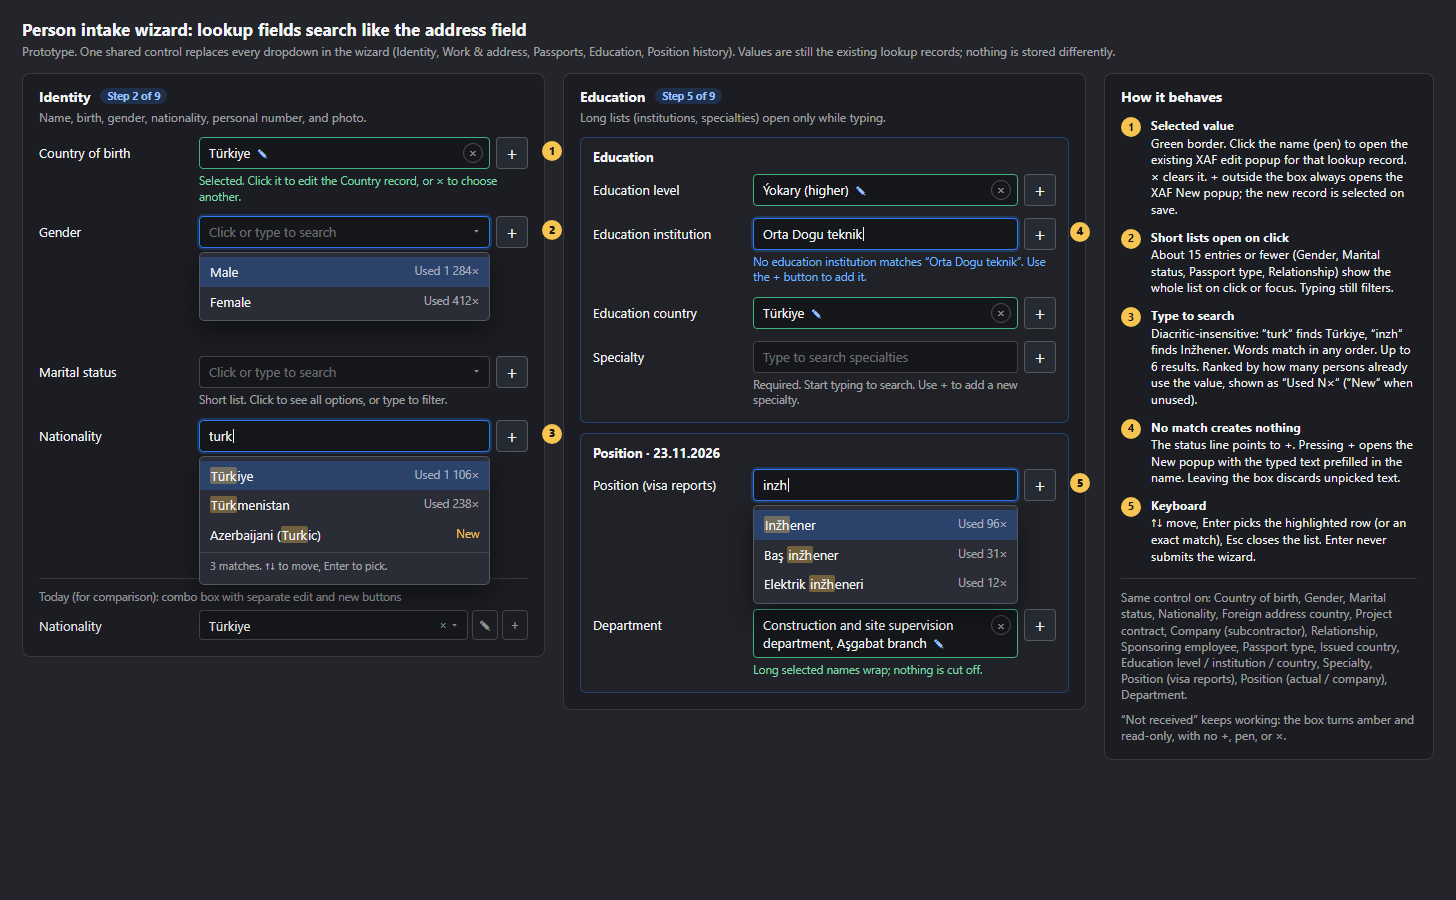 Person intake wizard: lookup fields search like the address field
Prototype. One shared control replaces every dropdown in the wizard (Identity, Work & address, Passports, Education, Position history). Values are still the existing lookup records; nothing is stored differently.
Identity Step 2 of 9
Name, birth, gender, nationality, personal number, and photo.
Country of birth
Türkiye
×
+
1
Selected. Click it to edit the Country record, or × to choose
another.
Gender
Click or type to search
+
2
Male Used 1 284×
Female Used 412×
Marital status
Click or type to search
+
Short list. Click to see all options, or type to filter.
Nationality
turk
+
3
Türkiye Used 1 106×
Türkmenistan Used 238×
Azerbaijani (Turkic) New
3 matches. ↑↓ to move, Enter to pick.
Today (for comparison): combo box with separate edit and new buttons
Nationality
Türkiye
×
+
Education Step 5 of 9
Long lists (institutions, specialties) open only while typing.
Education
Education level
Ýokary (higher)
×
+
Education institution
Orta Dogu teknik
+
4
No education institution matches “Orta Dogu teknik”. Use
the + button to add it.
Education country
Türkiye
×
+
Specialty
Type to search specialties
+
Required. Start typing to search. Use + to add a new
specialty.
Position · 23.11.2026
Position (visa reports)
inzh
+
5
Inžhener Used 96×
Baş inžhener Used 31×
Elektrik inžheneri Used 12×
Department
Construction and site supervision
department, Aşgabat branch
×
+
Long selected names wrap; nothing is cut off.
How it behaves
1 Selected value
Green border. Click the name (pen) to open the
existing XAF edit popup for that lookup record.
× clears it. + outside the box always opens the
XAF New popup; the new record is selected on
save.
2 Short lists open on click
About 15 entries or fewer (Gender, Marital
status, Passport type, Relationship) show the
whole list on click or focus. Typing still filters.
3 Type to search
Diacritic-insensitive: “turk” finds Türkiye, “inzh”
finds Inžhener. Words match in any order. Up to
6 results. Ranked by how many persons already
use the value, shown as “Used N×” (“New” when
unused).
4 No match creates nothing
The status line points to +. Pressing + opens the
New popup with the typed text prefilled in the
name. Leaving the box discards unpicked text.
5 Keyboard
↑↓ move, Enter picks the highlighted row (or an
exact match), Esc closes the list. Enter never
submits the wizard.
Same control on: Country of birth, Gender, Marital
status, Nationality, Foreign address country, Project
contract, Company (subcontractor), Relationship,
Sponsoring employee, Passport type, Issued country,
Education level / institution / country, Specialty,
Position (visa reports), Position (actual / company),
Department.
“Not received” keeps working: the box turns amber and
read-only, with no +, pen, or ×.